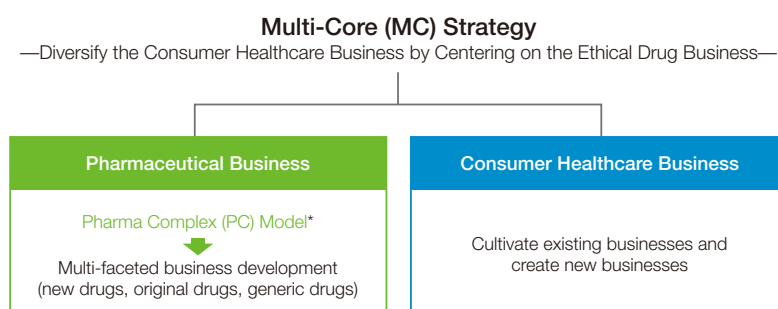 Multi-Core (MC) Strategy
—Diversify the Consumer Healthcare Business by Centering on the Ethical Drug Business—
Pharmaceutical Business
Pharma Complex (PC) Model*
Multi-faceted business development
(new drugs, original drugs, generic drugs)
Consumer Healthcare Business
Cultivate existing businesses and
create new businesses